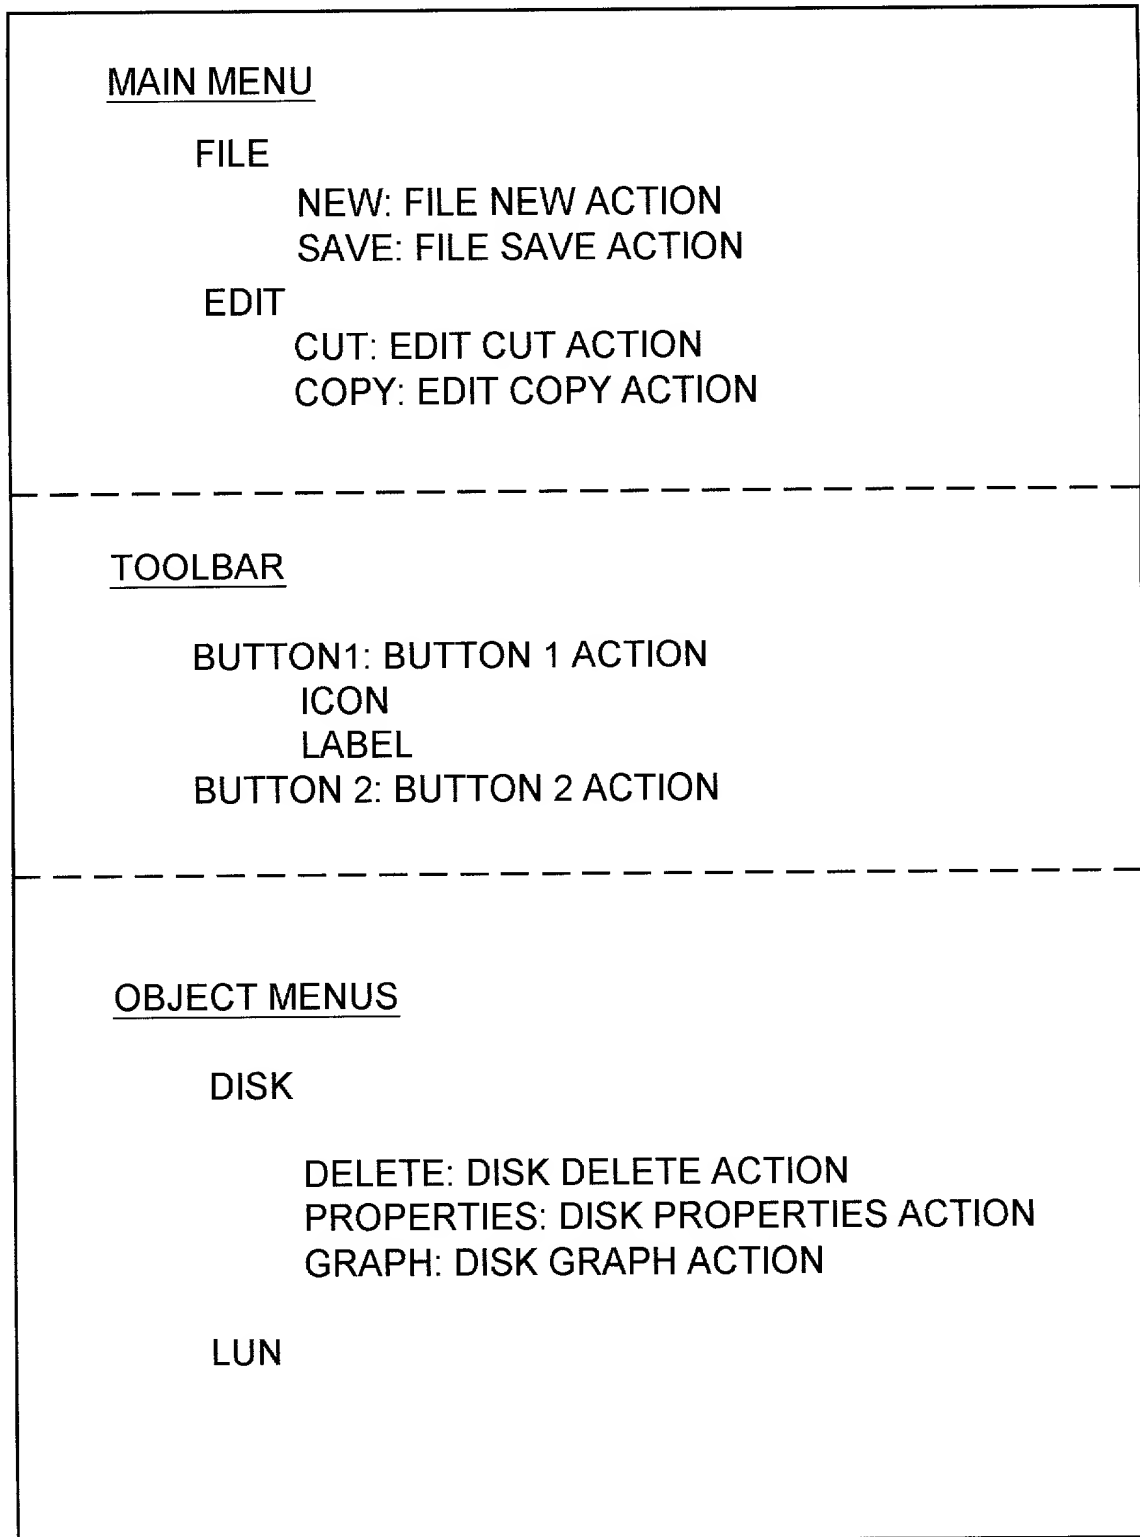 MAIN MENU
FILE
NEW: FILE NEW ACTION
SAVE: FILE SAVE ACTION
EDIT
CUT: EDIT CUT ACTION
COPY: EDIT COPY ACTION
TOOLBAR
BUTTON1: BUTTON 1 ACTION
ICON
LABEL
BUTTON 2: BUTTON 2 ACTION
OBJECT MENUS
DISK
DELETE: DISK DELETE ACTION
PROPERTIES: DISK PROPERTIES ACTION
GRAPH: DISK GRAPH ACTION
LUN